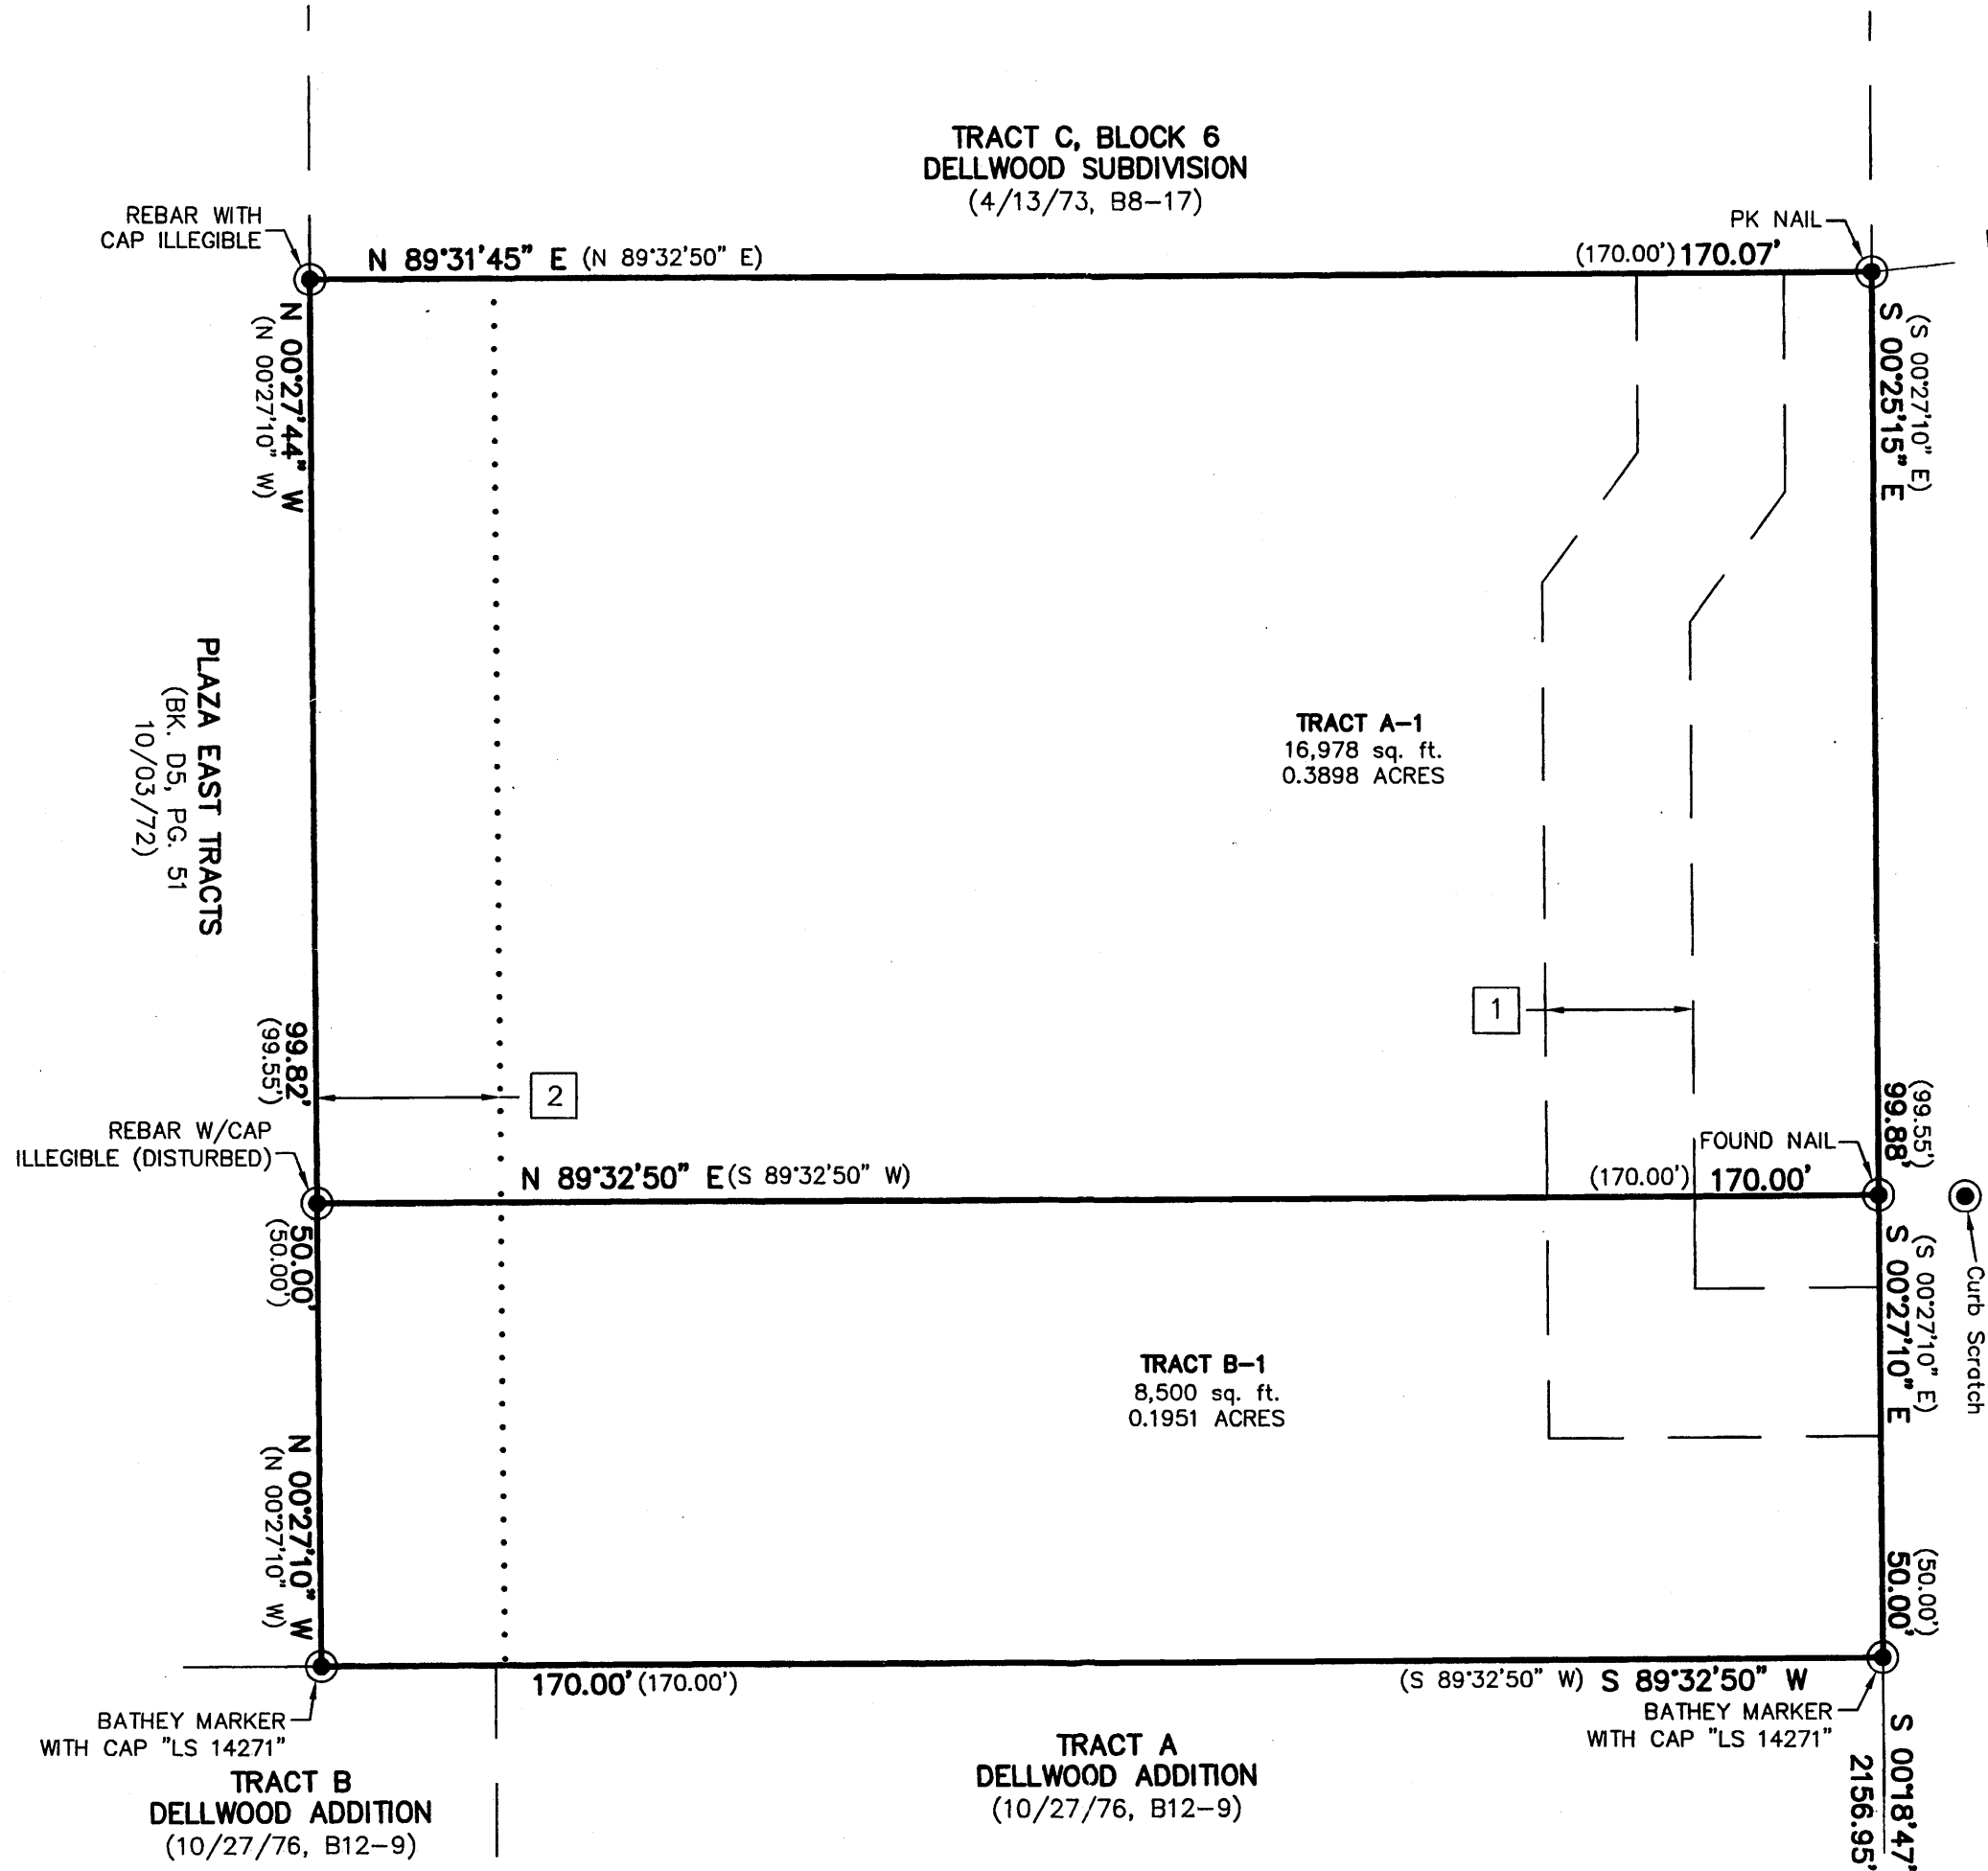 TRACT C, BLOCK 6
DELLWOOD SUBDIVISION
(4/13/73, B8-17)
REBAR WITH
CAP ILLEGIBLE
PK NAIL
N 89°31'45" E (N 89°32'50" E)
(170.00') 170.07'
N 00°27'44" W
(N 00°27'10" W)
(S 00°27'10" E)
S 00°25'15" E
PLAZA EAST TRACTS
(BK. D5, PG. 51
10/03/72)
TRACT A-1
16,978 sq. ft.
0.3898 ACRES
1
2
99.82'
(99.55')
(99.55')
99.88'
REBAR W/CAP
ILLEGIBLE (DISTURBED)
FOUND NAIL
N 89°32'50" E (S 89°32'50" W)
(170.00') 170.00'
50.00'
(50.00')
(S 00°27'10" E)
S 00°27'10" E
Curb Scratch
TRACT B-1
8,500 sq. ft.
0.1951 ACRES
N 00°27'10" W
(N 00°27'10" W)
(50.00')
50.00'
170.00' (170.00')
(S 89°32'50" W) S 89°32'50" W
BATHEY MARKER
WITH CAP "LS 14271"
BATHEY MARKER
WITH CAP "LS 14271"
TRACT B
DELLWOOD ADDITION
(10/27/76, B12-9)
TRACT A
DELLWOOD ADDITION
(10/27/76, B12-9)
S 00°18'47"
2156.95'